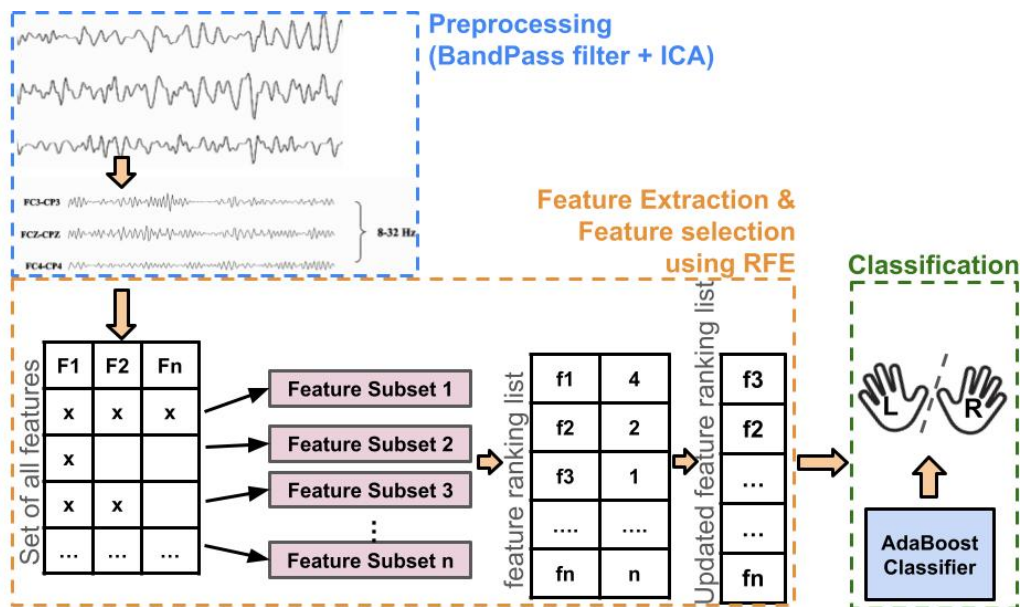 Preprocessing
(BandPass filter + ICA)
FC3-CP3
FCZ-CPZ
FC4-CP4
8-32 Hz
Feature Extraction &
Feature selection
using RFE
Classification
Set of all features
F1 F2 Fn
x x x
x
x x
... ... ...
Feature Subset 1
Feature Subset 2
Feature Subset 3
⋮
Feature Subset n
feature ranking list
f1 4
f2 2
f3 1
.... ....
fn n
Updated feature ranking list
f3
f2
...
...
fn
L R
AdaBoost
Classifier